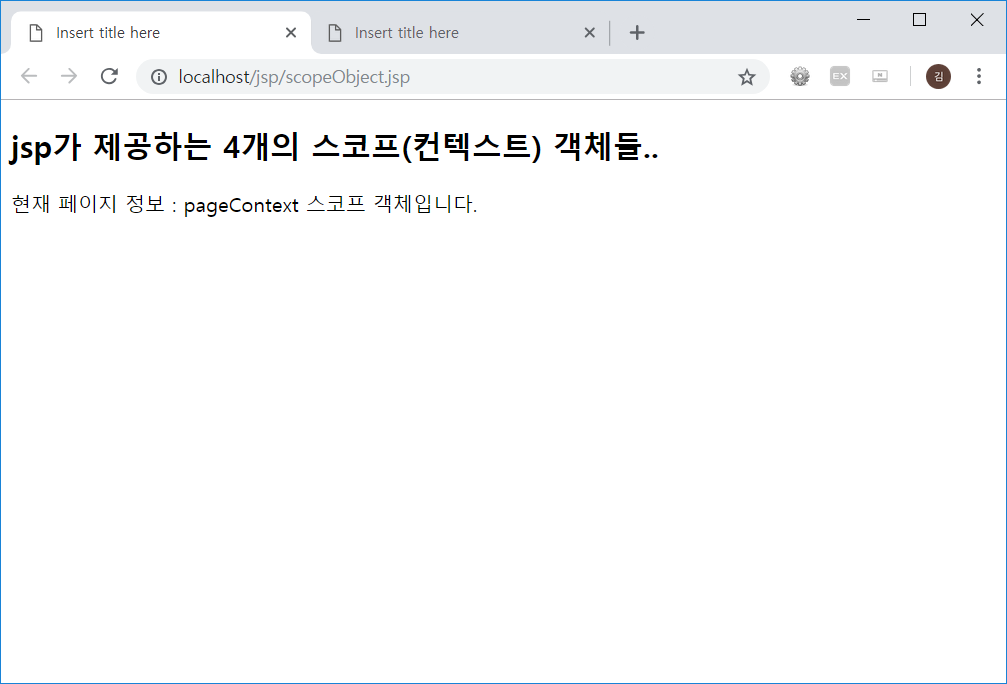 Insert title here
Insert title here
localhost/jsp/scopeObject.jsp
EX
N
김
jsp가 제공하는 4개의 스코프(컨텍스트) 객체들..
현재 페이지 정보 : pageContext 스코프 객체입니다.